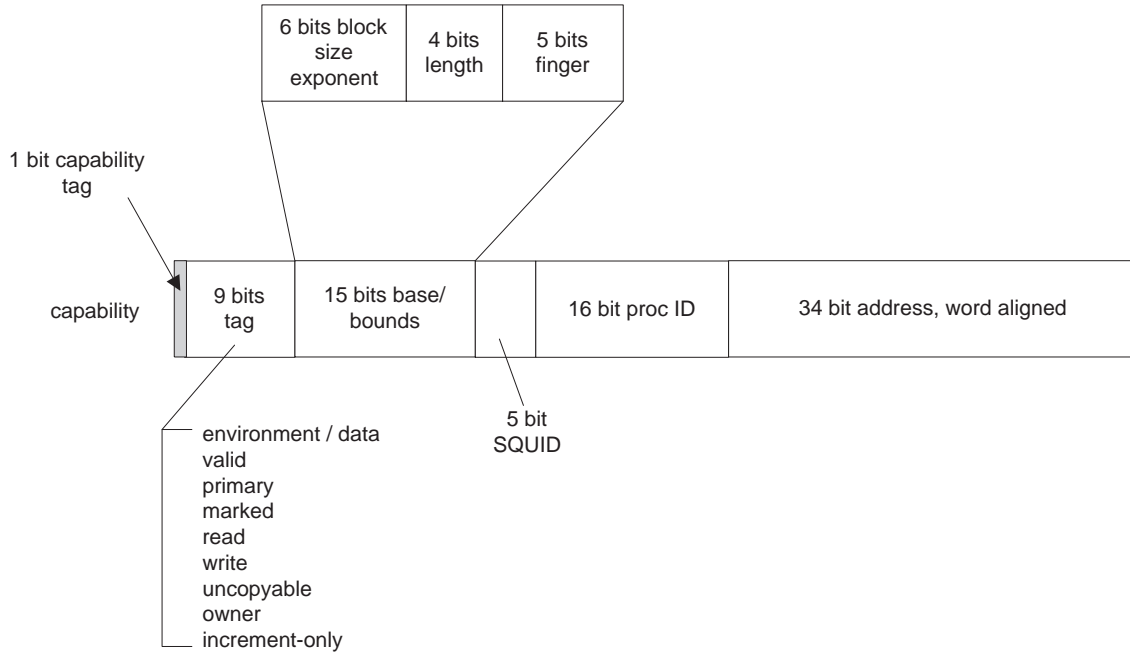 6 bits block
size
exponent
4 bits
length
5 bits
finger
1 bit capability
tag
capability
9 bits
tag
15 bits base/
bounds
16 bit proc ID
34 bit address, word aligned
5 bit
SQUID
environment / data
valid
primary
marked
read
write
uncopyable
owner
increment-only